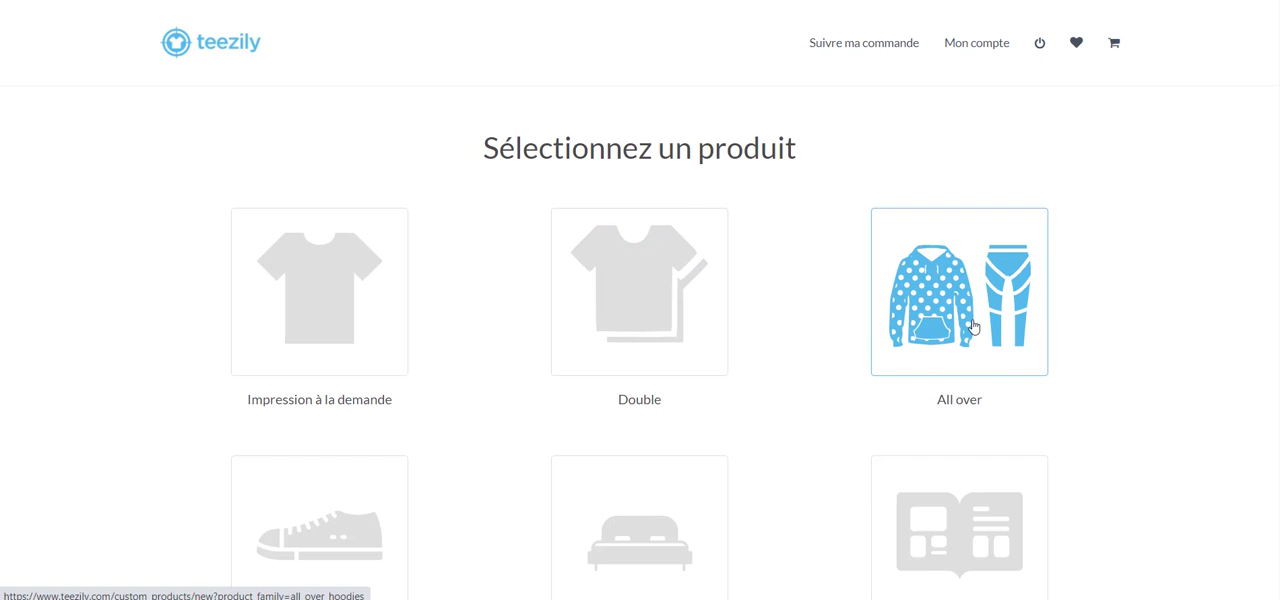 teezily
Suivre ma commande
Mon compte
Sélectionnez un produit
Impression à la demande
Double
All over
https://www.teezily.com/custom_products/new?product_family=all_over_hoodies